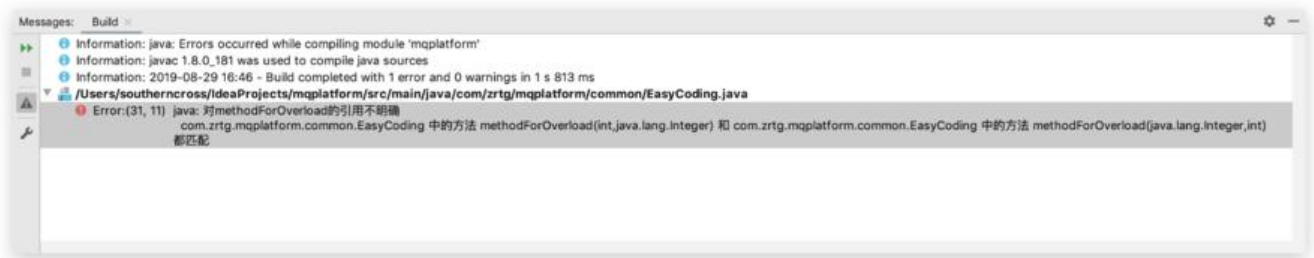 Messages: Build ×
Information: java: Errors occurred while compiling module 'mqplatform'
Information: javac 1.8.0_181 was used to compile java sources
Information: 2019-08-29 16:46 - Build completed with 1 error and 0 warnings in 1 s 813 ms
/Users/southerncross/IdeaProjects/mqplatform/src/main/java/com/zrtg/mqplatform/common/EasyCoding.java
Error:(31, 11) java: 对methodForOverload的引用不明确
com.zrtg.mqplatform.common.EasyCoding 中的方法 methodForOverload(int,java.lang.Integer) 和 com.zrtg.mqplatform.common.EasyCoding 中的方法 methodForOverload(java.lang.Integer,int)
都匹配